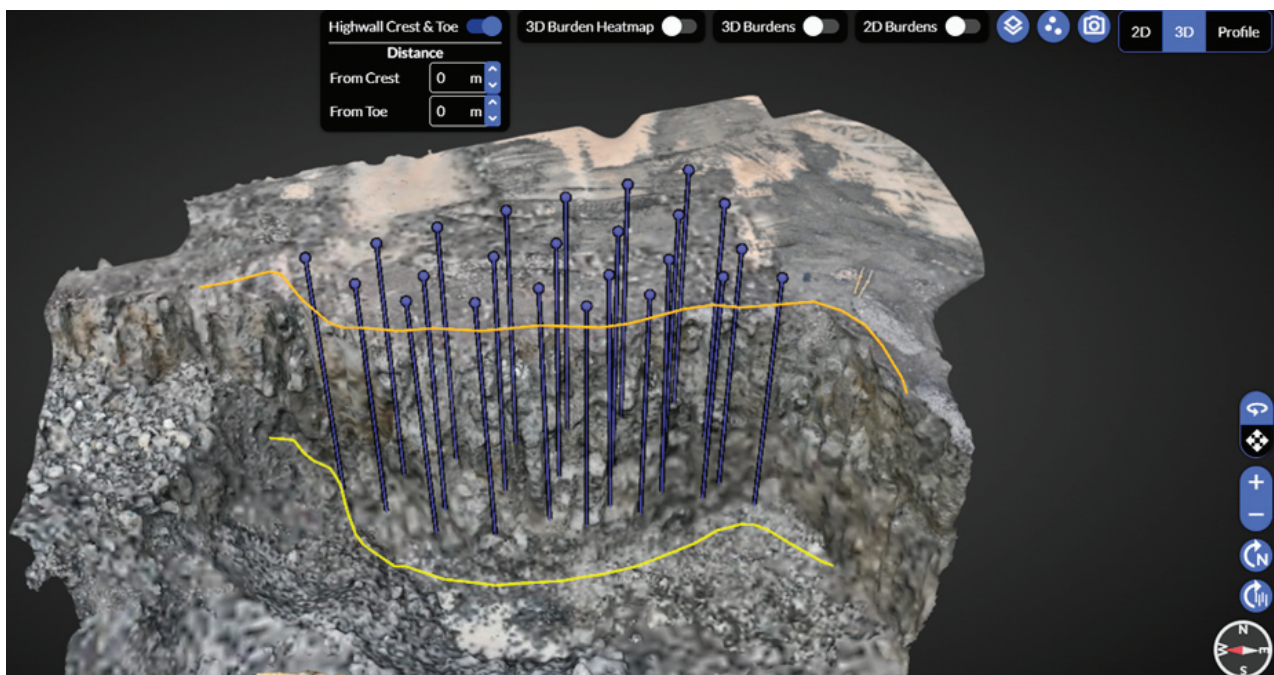 Highwall Crest & Toe
3D Burden Heatmap
3D Burdens
2D Burdens
2D
3D
Profile
Distance
From Crest
0 m
From Toe
0 m
N
N
W
E
S